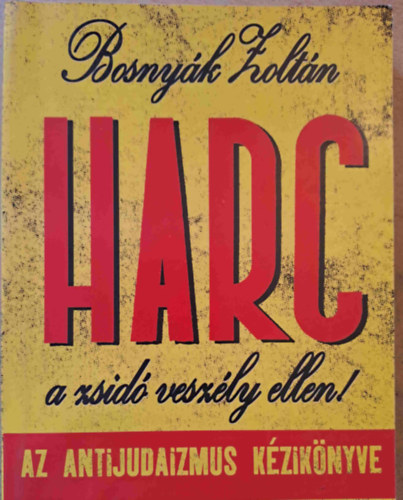 Bosnyák Zoltán
HARC
a zsidó veszély ellen!
AZ ANTIJUDAIZMUS KÉZIKÖNYVE